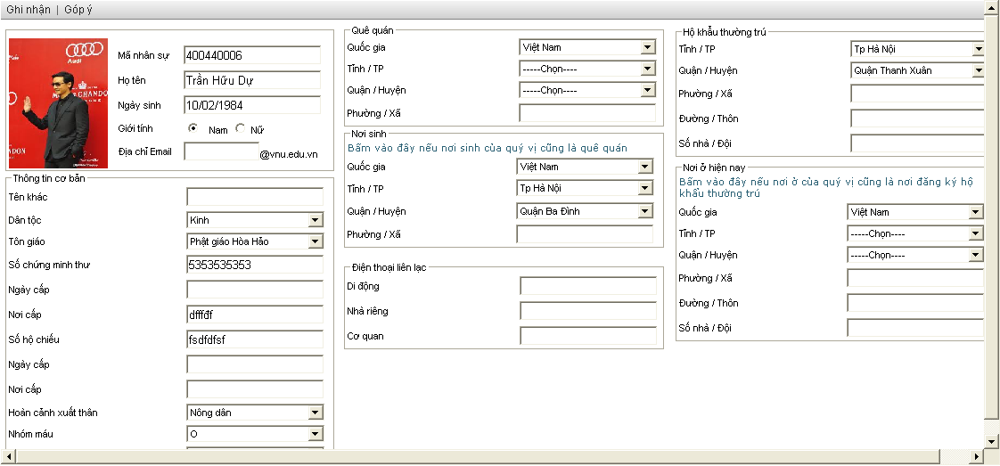 Ghi nhận | Góp ý
Audi
CHANDON
Mã nhân sự 400440006
Họ tên Trần Hữu Dự
Ngày sinh 10/02/1984
Giới tính Nam Nữ
Địa chỉ Email @vnu.edu.vn
Thông tin cơ bản
Tên khác
Dân tộc Kinh
Tôn giáo Phật giáo Hòa Hảo
Số chứng minh thư 5353535353
Ngày cấp
Nơi cấp dfffđf
Số hộ chiếu fsdfdfsf
Ngày cấp
Nơi cấp
Hoàn cảnh xuất thân Nông dân
Nhóm máu O
Quê quán
Quốc gia Việt Nam
Tỉnh / TP -----Chọn----
Quận / Huyện -----Chọn----
Phường / Xã
Nơi sinh
Bấm vào đây nếu nơi sinh của quý vị cũng là quê quán
Quốc gia Việt Nam
Tỉnh / TP Tp Hà Nội
Quận / Huyện Quận Ba Đình
Phường / Xã
Điện thoại liên lạc
Di động
Nhà riêng
Cơ quan
Hộ khẩu thường trú
Tỉnh / TP Tp Hà Nội
Quận / Huyện Quận Thanh Xuân
Phường / Xã
Đường / Thôn
Số nhà / Đội
Nơi ở hiện nay
Bấm vào đây nếu nơi ở của quý vị cũng là nơi đăng ký hộ
khẩu thường trú
Quốc gia Việt Nam
Tỉnh / TP -----Chọn----
Quận / Huyện -----Chọn----
Phường / Xã
Đường / Thôn
Số nhà / Đội